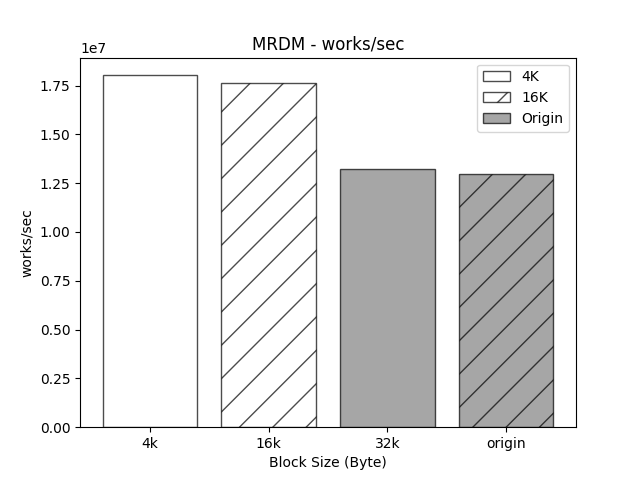 MRDM - works/sec
1e7
4K
16K
Origin
1.75
1.50
1.25
1.00
0.75
0.50
0.25
0.00
works/sec
4k 16k 32k origin
Block Size (Byte)